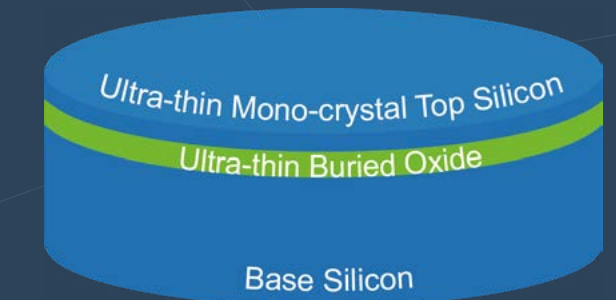 Ultra-thin Mono-crystal Top Silicon
Ultra-thin Buried Oxide
Base Silicon